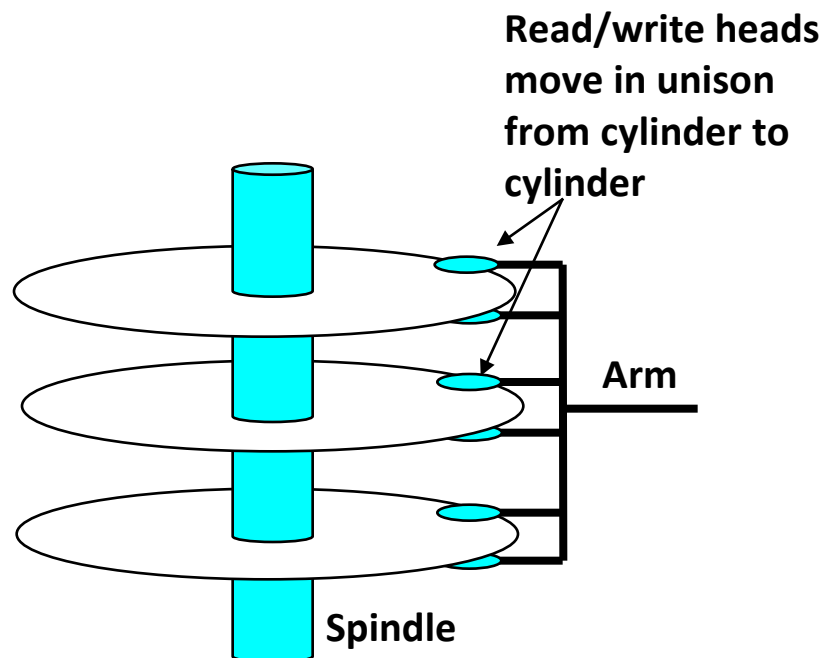 Read/write heads
move in unison
from cylinder to
cylinder
Arm
Spindle